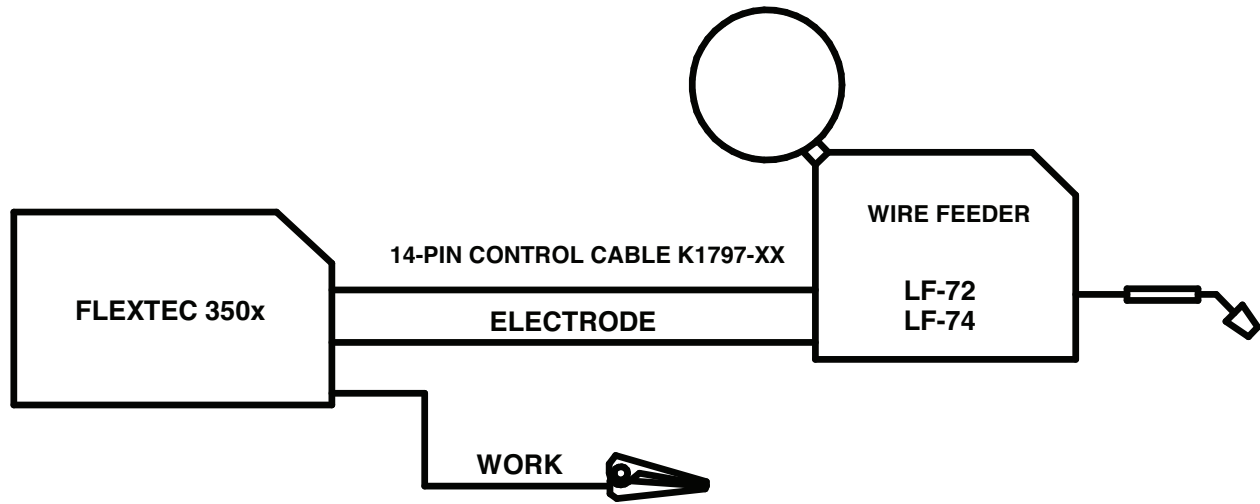 WIRE FEEDER
14-PIN CONTROL CABLE K1797-XX
FLEXTEC 350x
LF-72
ELECTRODE
LF-74
WORK